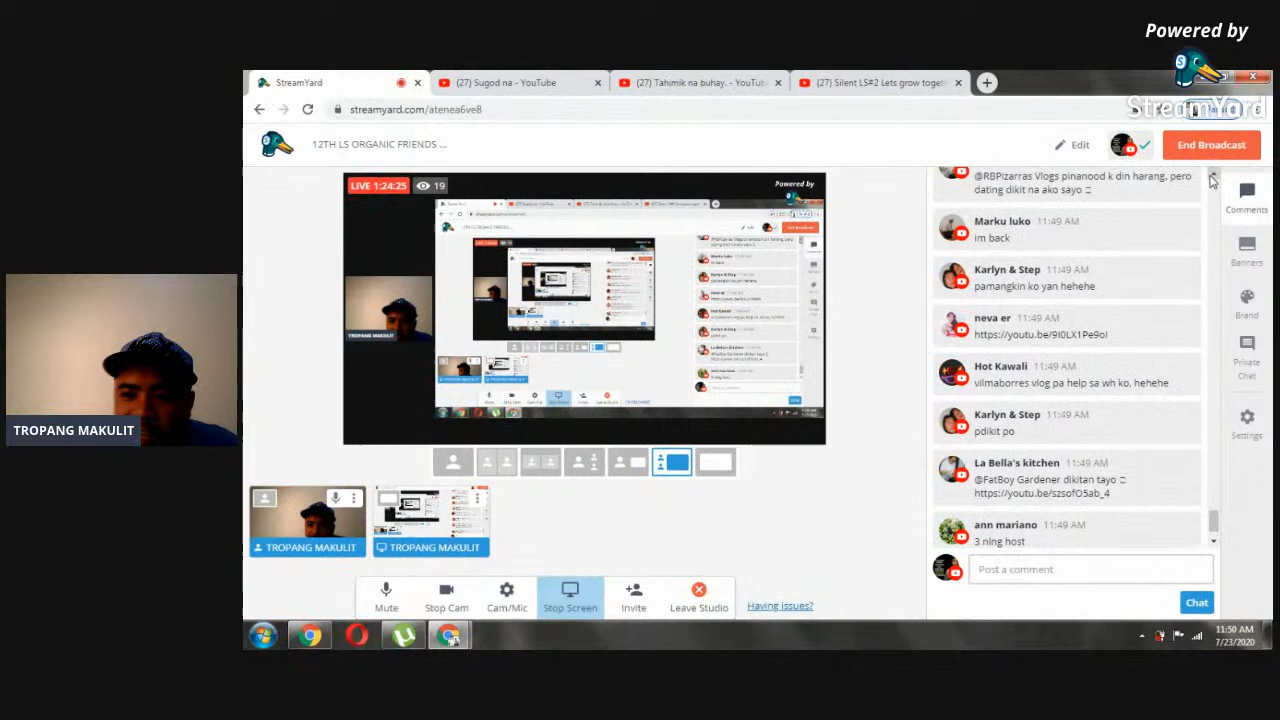 Powered by
StreamYard
StreamYard
(27) Sugod na - YouTube
(27) Tahimik na buhay. - YouTub
(27) Silent LS#2 Lets grow togeth
streamyard.com/atenea6ve8
12TH LS ORGANIC FRIENDS ...
Edit
End Broadcast
LIVE 1:24:25
19
Powered by
TROPANG MAKULIT
@RBPizarras Vlogs pinanood k din harang, pero
dating dikit na ako sayo
Marku luko 11:49 AM
im back
Karlyn & Step 11:49 AM
pamangkin ko yan hehehe
neva er 11:49 AM
Hot Kawali 11:49 AM
vilmaborres vlog pa help sa wh ko, hehehe
Karlyn & Step 11:49 AM
pdikit po
La Bella's kitchen 11:49 AM
@FatBoy Gardener dikitan tayo
https://youtu.be/szsofO5ab_4
ann mariano 11:49 AM
3 ning host
Post a comment
Chat
Comments
Banners
Brand
Private
Chat
Settings
TROPANG MAKULIT
TROPANG MAKULIT
TROPANG MAKULIT
Mute
Stop Cam
Cam/Mic
Stop Screen
Invite
Leave Studio
Having issues?
11:50 AM
7/23/2020